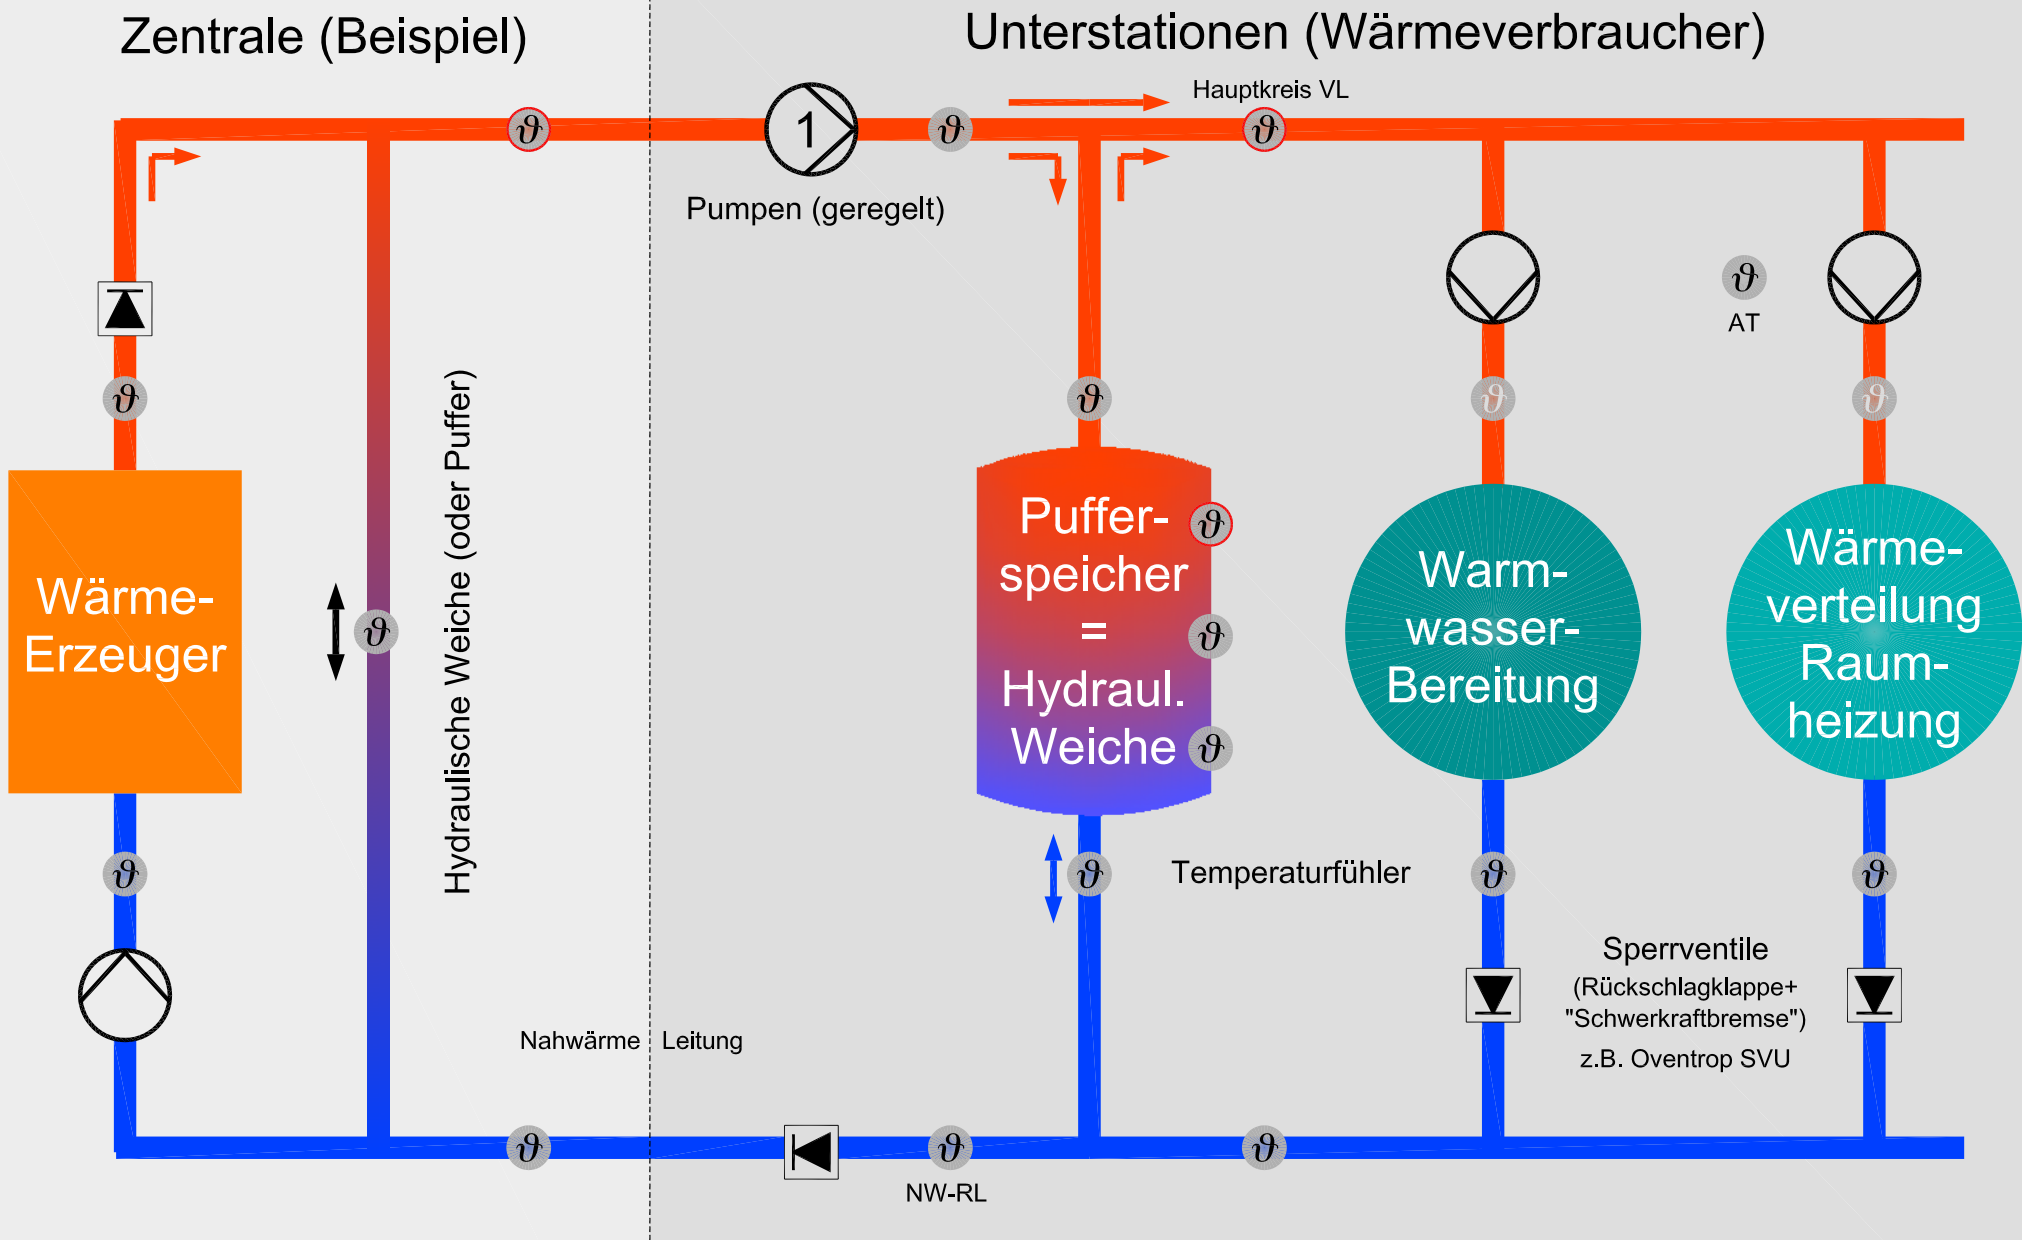 Zentrale (Beispiel)
Unterstationen (Wärmeverbraucher)
Hauptkreis VL
ϑ
1
ϑ
ϑ
Pumpen (geregelt)
ϑ
AT
ϑ
ϑ
ϑ
ϑ
Hydraulische Weiche (oder Puffer)
Wärme-
Erzeuger
ϑ
Puffer-
speicher
=
Hydraul.
Weiche
ϑ
ϑ
ϑ
Warm-
wasser-
Bereitung
Wärme-
verteilung
Raum-
heizung
ϑ
ϑ
Temperaturfühler
ϑ
ϑ
Sperrventile
(Rückschlagklappe+
"Schwerkraftbremse")
z.B. Oventrop SVU
Nahwärme
Leitung
ϑ
ϑ
ϑ
NW-RL